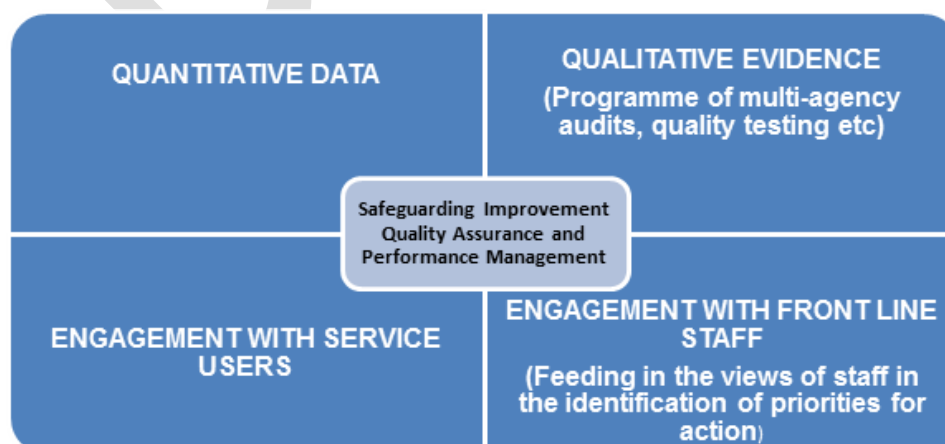 QUANTITATIVE DATA
QUALITATIVE EVIDENCE
(Programme of multi-agency
audits, quality testing etc)
Safeguarding Improvement
Quality Assurance and
Performance Management
ENGAGEMENT WITH SERVICE
USERS
ENGAGEMENT WITH FRONT LINE
STAFF
(Feeding in the views of staff in
the identification of priorities for
action)